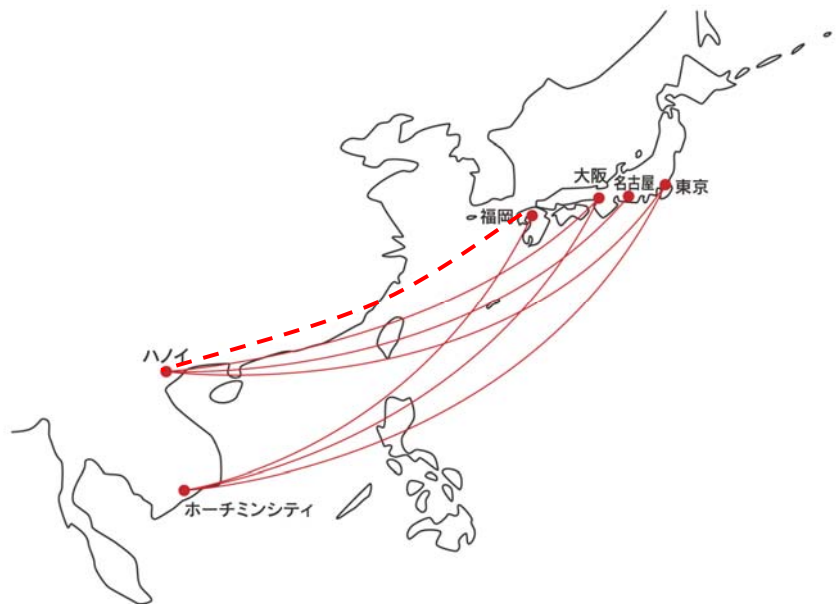 大阪
名古屋
東京
福岡
ハノイ
ホーチミンシティ